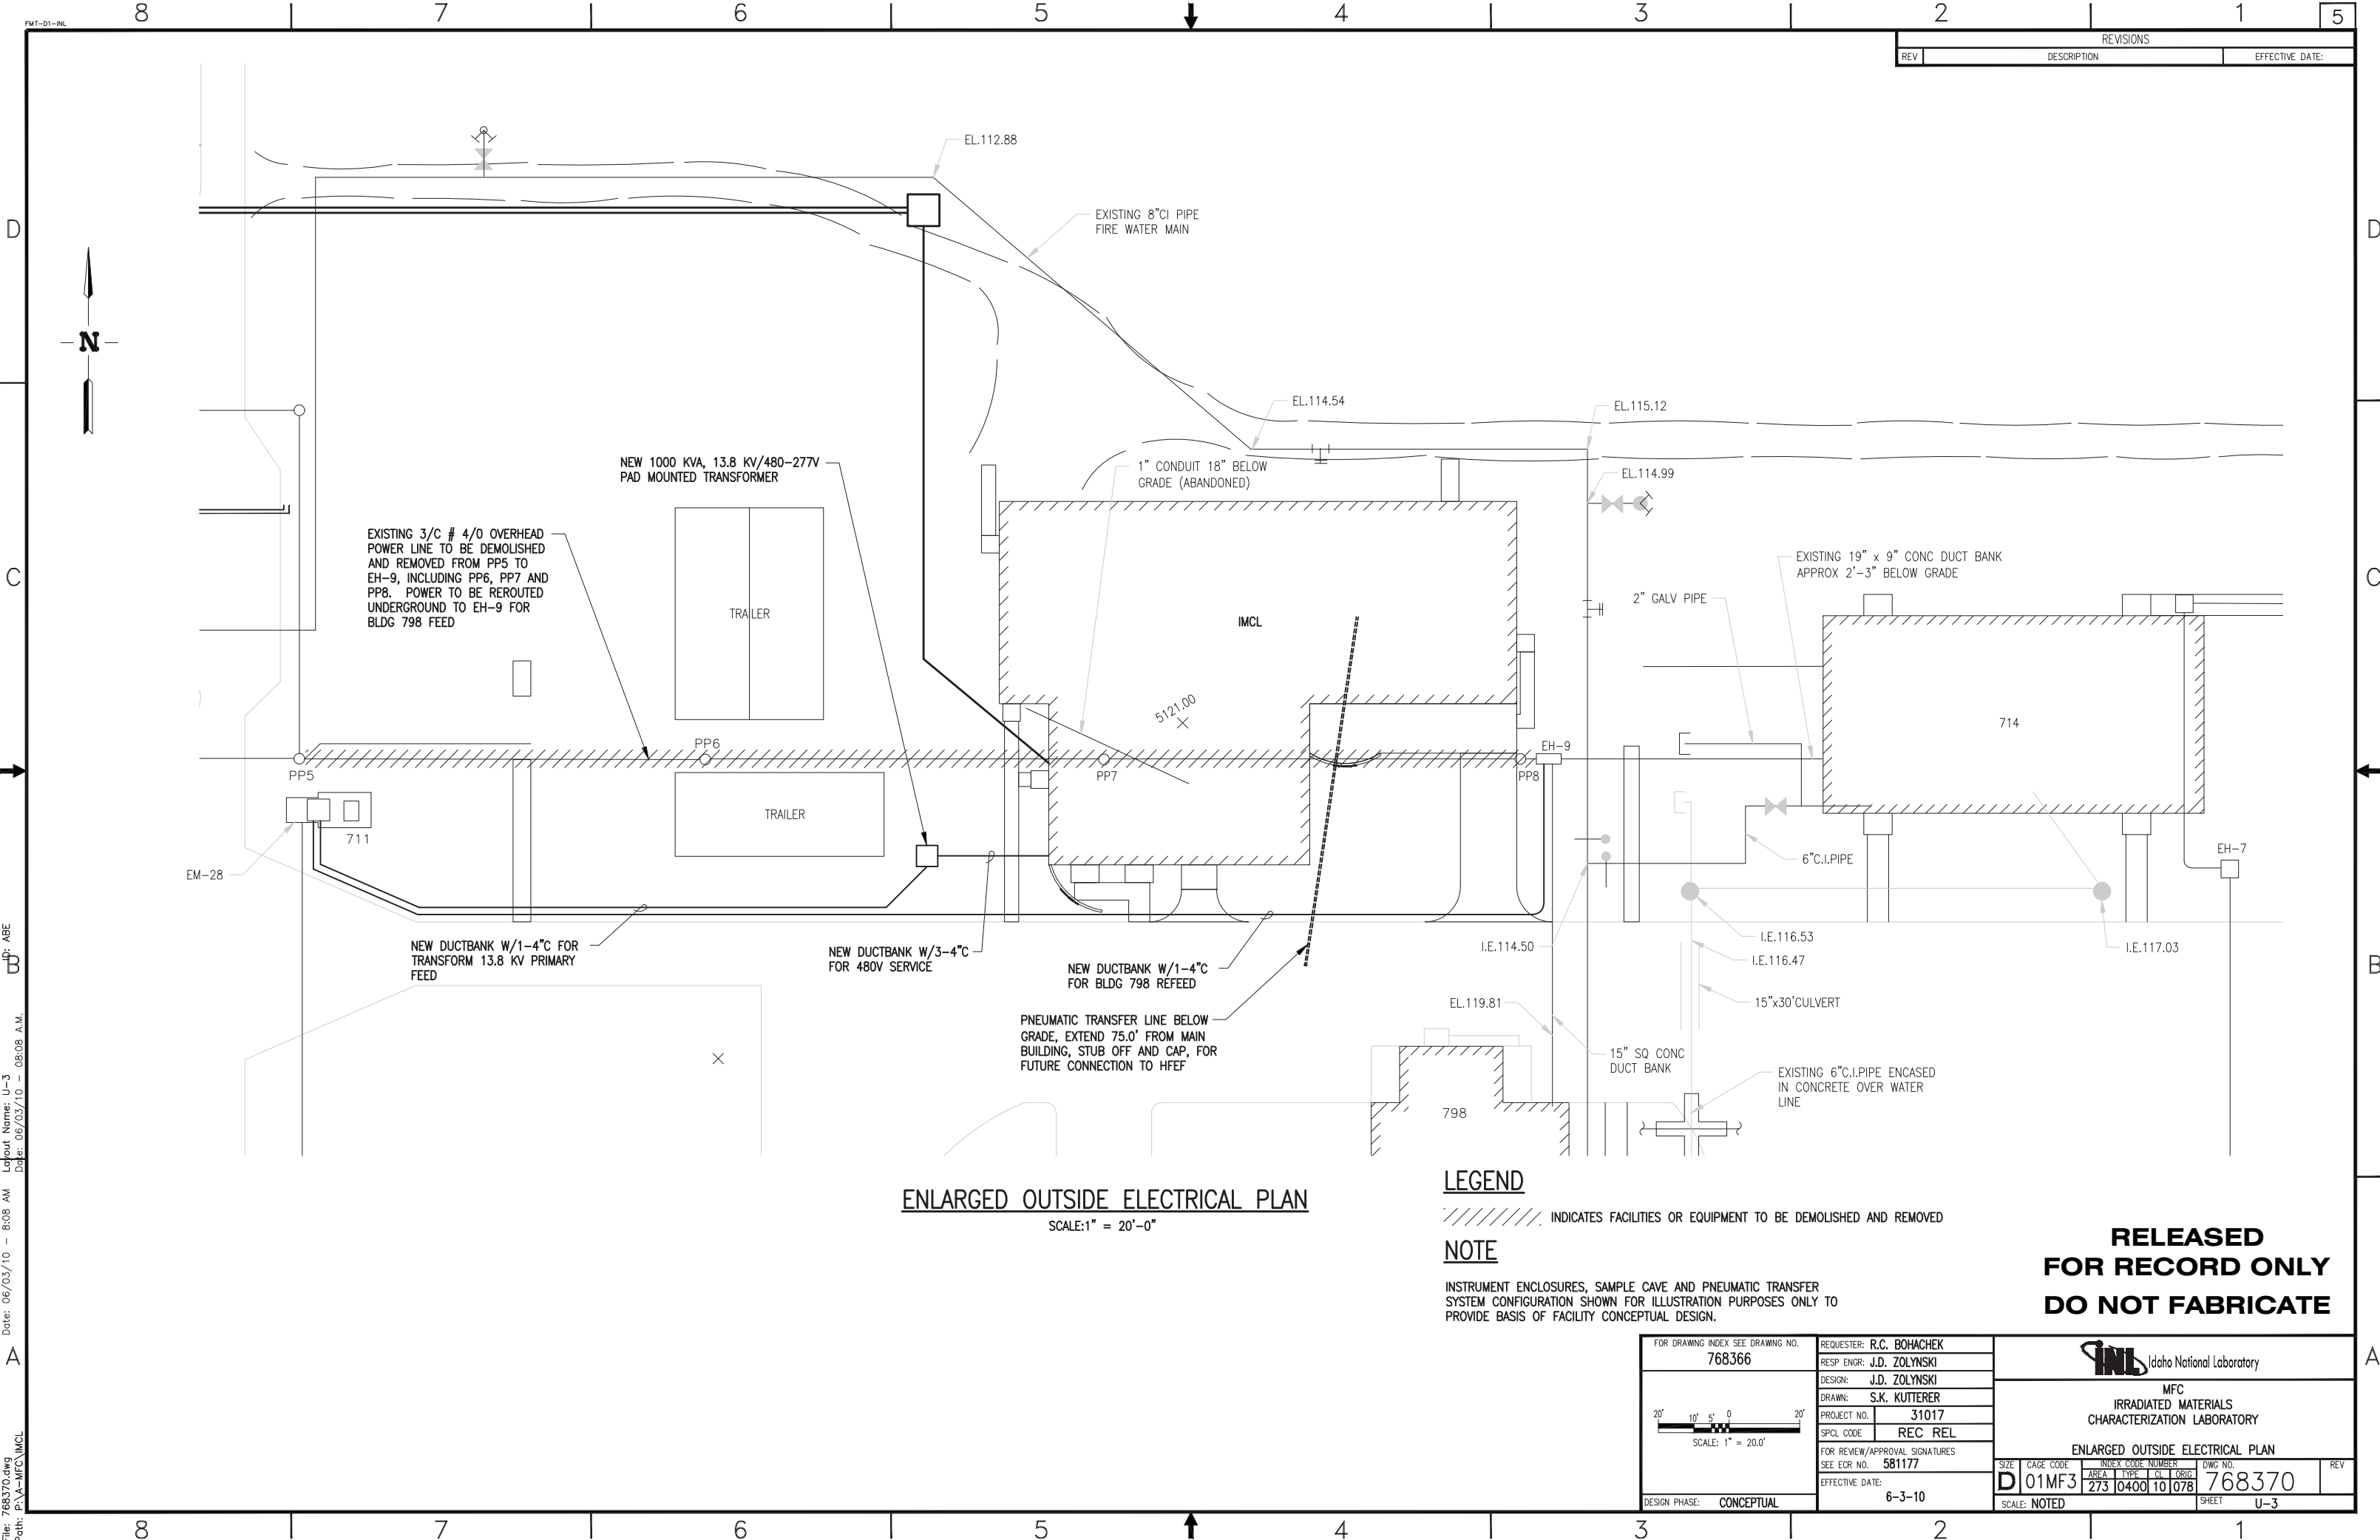 FMT-D1-INL
8 7 6 5 4 3 2 1
5
REVISIONS
REV DESCRIPTION EFFECTIVE DATE:
D
D
C
C
B
B
A
A
N
EL.112.88
EXISTING 8"CI PIPE
FIRE WATER MAIN
EL.114.54
EL.115.12
EL.114.99
NEW 1000 KVA, 13.8 KV/480-277V
PAD MOUNTED TRANSFORMER
1" CONDUIT 18" BELOW
GRADE (ABANDONED)
EXISTING 3/C # 4/0 OVERHEAD
POWER LINE TO BE DEMOLISHED
AND REMOVED FROM PP5 TO
EH-9, INCLUDING PP6, PP7 AND
PP8. POWER TO BE REROUTED
UNDERGROUND TO EH-9 FOR
BLDG 798 FEED
EXISTING 19" x 9" CONC DUCT BANK
APPROX 2'-3" BELOW GRADE
2" GALV PIPE
TRAILER
IMCL
5121.00
714
PP5
PP6
PP7
PP8
EH-9
TRAILER
711
EM-28
6"C.I.PIPE
EH-7
NEW DUCTBANK W/1-4"C FOR
TRANSFORM 13.8 KV PRIMARY
FEED
NEW DUCTBANK W/3-4"C
FOR 480V SERVICE
NEW DUCTBANK W/1-4"C
FOR BLDG 798 REFEED
PNEUMATIC TRANSFER LINE BELOW
GRADE, EXTEND 75.0' FROM MAIN
BUILDING, STUB OFF AND CAP, FOR
FUTURE CONNECTION TO HFEF
I.E.114.50
I.E.116.53
I.E.116.47
I.E.117.03
15"x30'CULVERT
EL.119.81
15" SQ CONC
DUCT BANK
EXISTING 6"C.I.PIPE ENCASED
IN CONCRETE OVER WATER
LINE
798
ENLARGED OUTSIDE ELECTRICAL PLAN
SCALE:1" = 20'-0"
LEGEND
INDICATES FACILITIES OR EQUIPMENT TO BE DEMOLISHED AND REMOVED
NOTE
INSTRUMENT ENCLOSURES, SAMPLE CAVE AND PNEUMATIC TRANSFER
SYSTEM CONFIGURATION SHOWN FOR ILLUSTRATION PURPOSES ONLY TO
PROVIDE BASIS OF FACILITY CONCEPTUAL DESIGN.
RELEASED
FOR RECORD ONLY
DO NOT FABRICATE
FOR DRAWING INDEX SEE DRAWING NO.
768366
20' 10' 5' 0 20'
SCALE: 1" = 20.0'
DESIGN PHASE: CONCEPTUAL
REQUESTER: R.C. BOHACHEK
RESP ENGR: J.D. ZOLYNSKI
DESIGN: J.D. ZOLYNSKI
DRAWN: S.K. KUTTERER
PROJECT NO. 31017
SPCL CODE REC REL
FOR REVIEW/APPROVAL SIGNATURES
SEE ECR NO. 581177
EFFECTIVE DATE:
6-3-10
INL Idaho National Laboratory
MFC
IRRADIATED MATERIALS
CHARACTERIZATION LABORATORY
ENLARGED OUTSIDE ELECTRICAL PLAN
SIZE CAGE CODE INDEX CODE NUMBER DWG NO. REV
AREA TYPE CL ORIG
D 01MF3 273 0400 10 078 768370
SCALE: NOTED SHEET U-3
ID: ABE
Date: 06/03/10 - 8:08 AM Layout Name: U-3
Date: 06/03/10 - 08:08 A.M.
File: 768370.dwg
Path: P:\A-MFC\IMCL
8 7 6 5 4 3 2 1